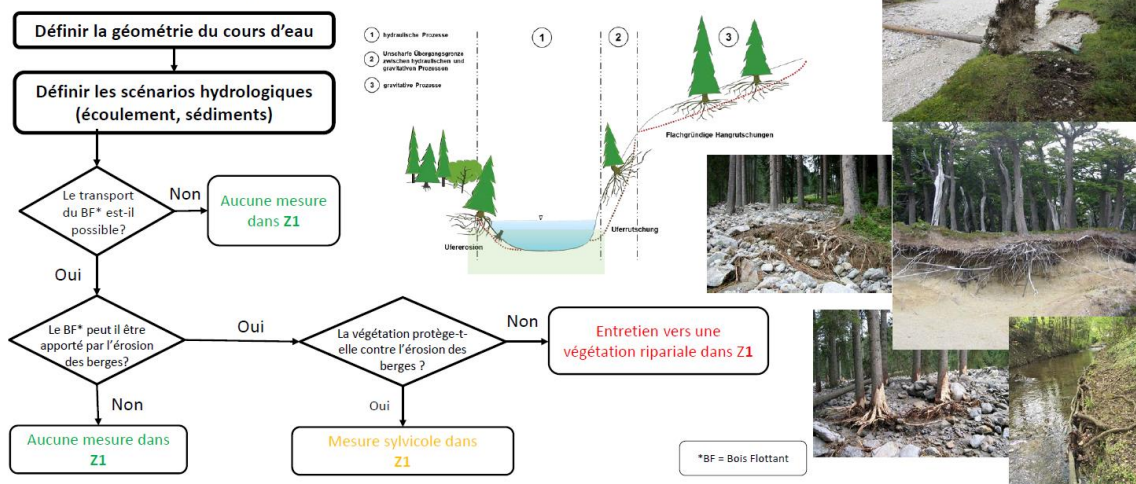 Définir la géométrie du cours d'eau
Définir les scénarios hydrologiques
(écoulement, sédiments)
Le transport
du BF* est-il
possible?
Non
Aucune mesure
dans Z1
Oui
Le BF* peut il être
apporté par l'érosion
des berges?
Oui
La végétation protège-t-
elle contre l'érosion des
berges ?
Non
Entretien vers une
végétation ripariale dans Z1
Non
Aucune mesure dans
Z1
Oui
Mesure sylvicole dans
Z1
*BF = Bois Flottant
1 hydraulische Prozesse
2 Unscharfe Übergangsgrenze
zwischen hydraulischen und
gravitativen Prozessen
3 gravitative Prozesse
1
2
3
Flachgründige Hangrutschungen
Ufererosion
Uferrutschung